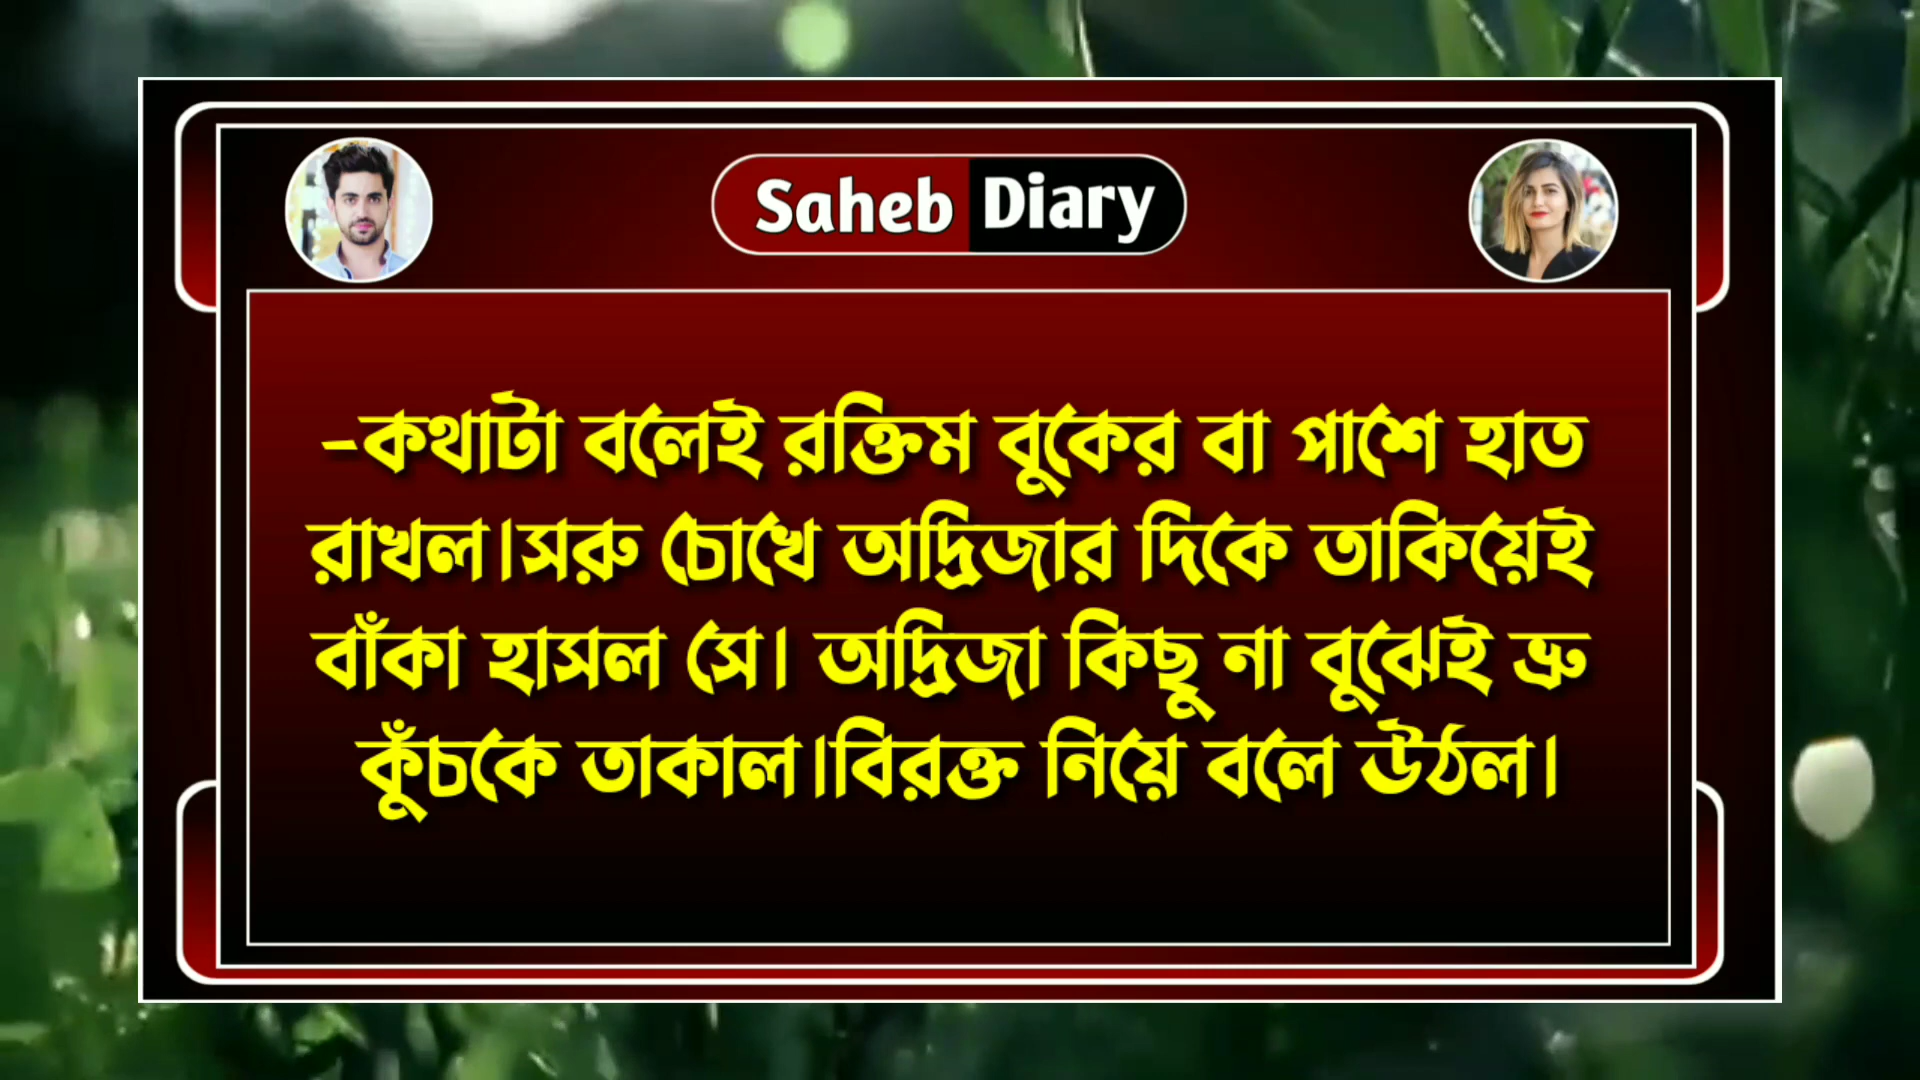 Saheb Diary
-কথাটা বলেই রক্তিম বুকের বা পাশে হাত
রাখল।সরু চোখে অদ্রিজার দিকে তাকিয়েই
বাঁকা হাসল সে। অদ্রিজা কিছু না বুঝেই ভ্রু
কুঁচকে তাকাল।বিরক্ত নিয়ে বলে উঠল।